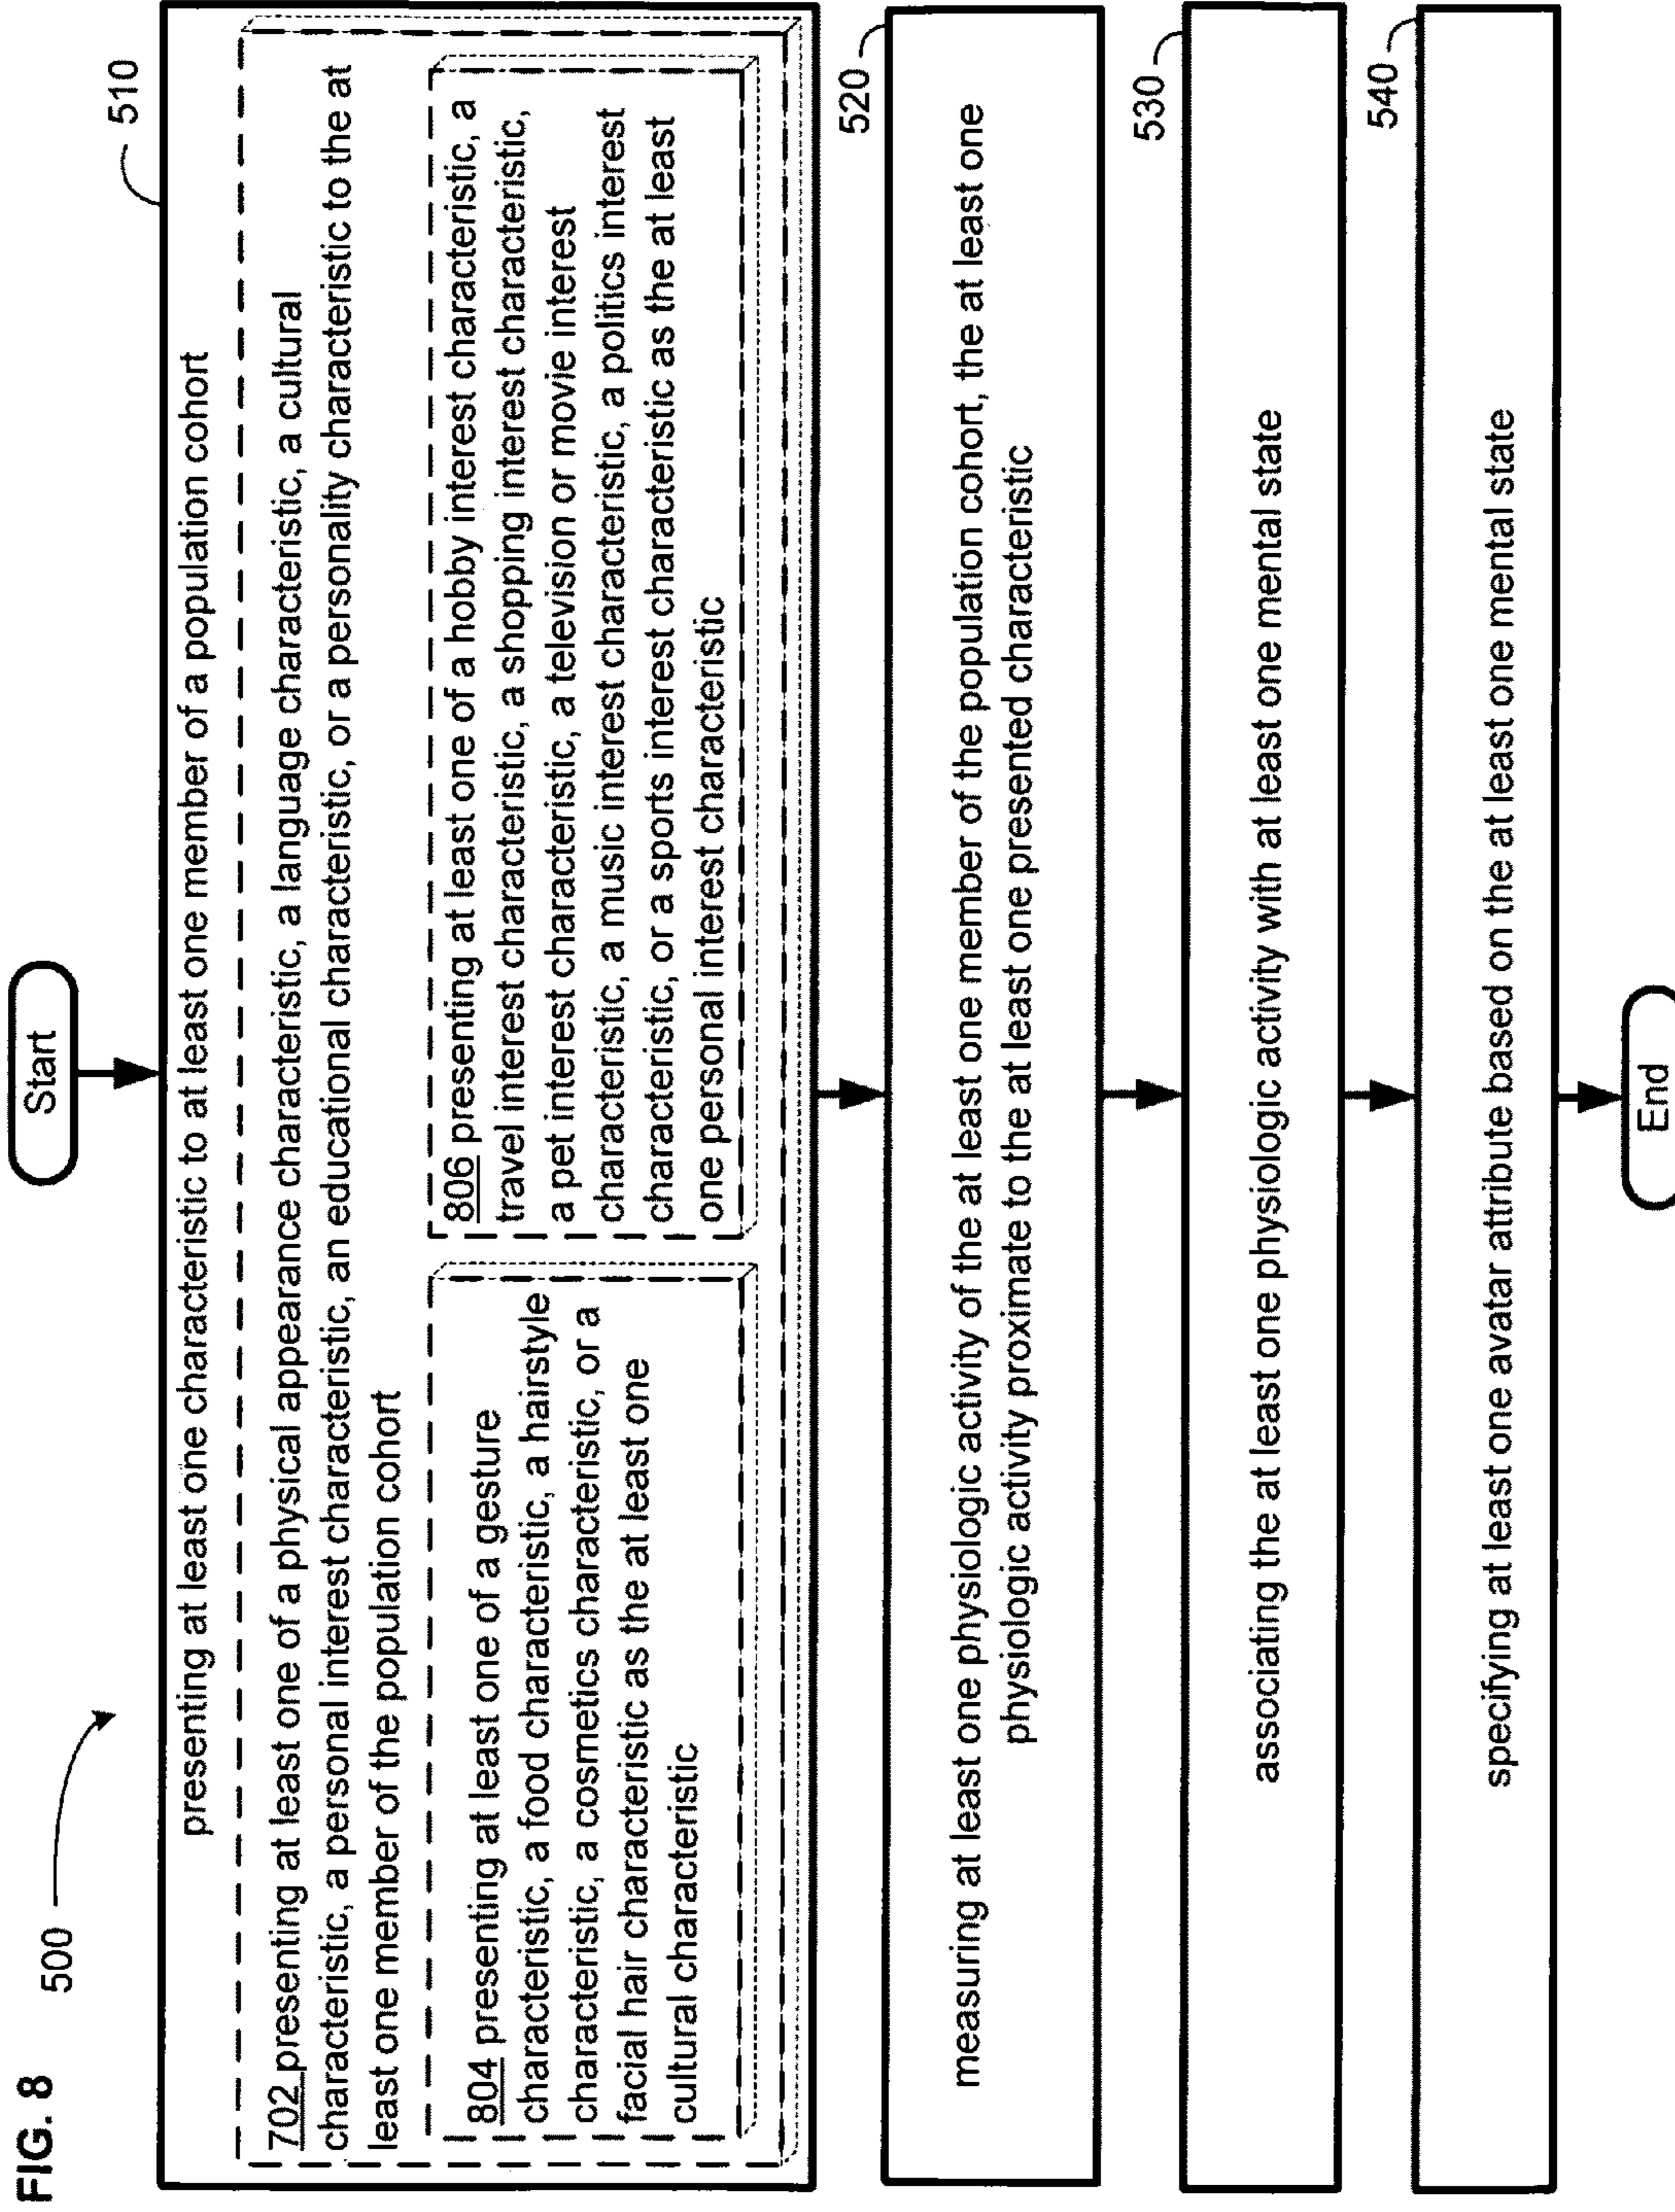 FIG. 8
500
Start
510
presenting at least one characteristic to at least one member of a population cohort
702 presenting at least one of a physical appearance characteristic, a language characteristic, a cultural
characteristic, a personal interest characteristic, an educational characteristic, or a personality characteristic to the at
least one member of the population cohort
804 presenting at least one of a gesture
characteristic, a food characteristic, a hairstyle
characteristic, a cosmetics characteristic, or a
facial hair characteristic as the at least one
cultural characteristic
806 presenting at least one of a hobby interest characteristic, a
travel interest characteristic, a shopping interest characteristic,
a pet interest characteristic, a television or movie interest
characteristic, a music interest characteristic, a politics interest
characteristic, or a sports interest characteristic as the at least
one personal interest characteristic
520
measuring at least one physiologic activity of the at least one member of the population cohort, the at least one
physiologic activity proximate to the at least one presented characteristic
530
associating the at least one physiologic activity with at least one mental state
540
specifying at least one avatar attribute based on the at least one mental state
End